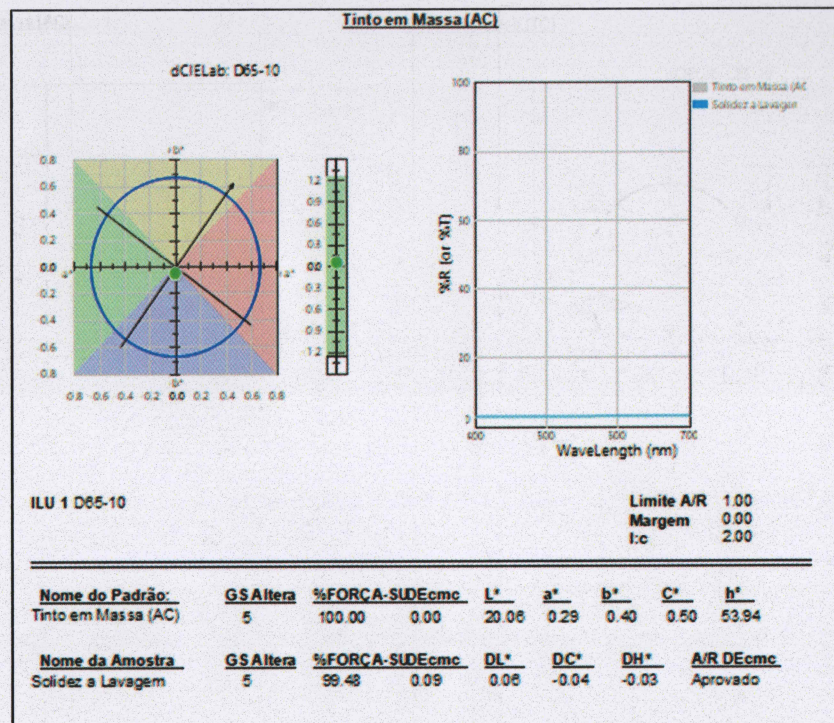 Tinto em Massa (AC)
dCIELab: D65-10
+b*
0.8
0.6
0.4
0.2
0.0
-0.2
-0.4
-0.6
-0.8
-a*
+a*
-b*
0.8 -0.6 -0.4 -0.2 0.0 0.2 0.4 0.6 0.8
1.2
0.9
0.6
0.3
0.0
0.3
0.6
0.9
1.2
%R (or %T)
100
80
60
40
20
0
400 500 600 700
WaveLength (nm)
Tinto em Massa (AC
Solidez a Lavagem
ILU 1 D65-10
Limite A/R 1.00
Margem 0.00
l:c 2.00
Nome do Padrão: GS Altera %FORÇA-SUDEcmc L* a* b* C* h°
Tinto em Massa (AC) 5 100.00 0.00 20.06 0.29 0.40 0.50 53.94
Nome da Amostra GS Altera %FORÇA-SUDEcmc DL* DC* DH* A/R DEcmc
Solidez a Lavagem 5 99.48 0.09 0.06 -0.04 -0.03 Aprovado